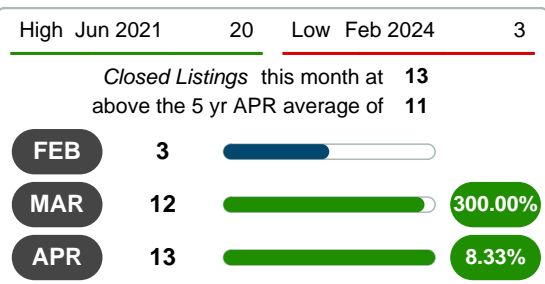 High Jun 2021 20 Low Feb 2024 3
Closed Listings this month at 13
above the 5 yr APR average of 11
FEB 3
MAR 12 300.00%
APR 13 8.33%